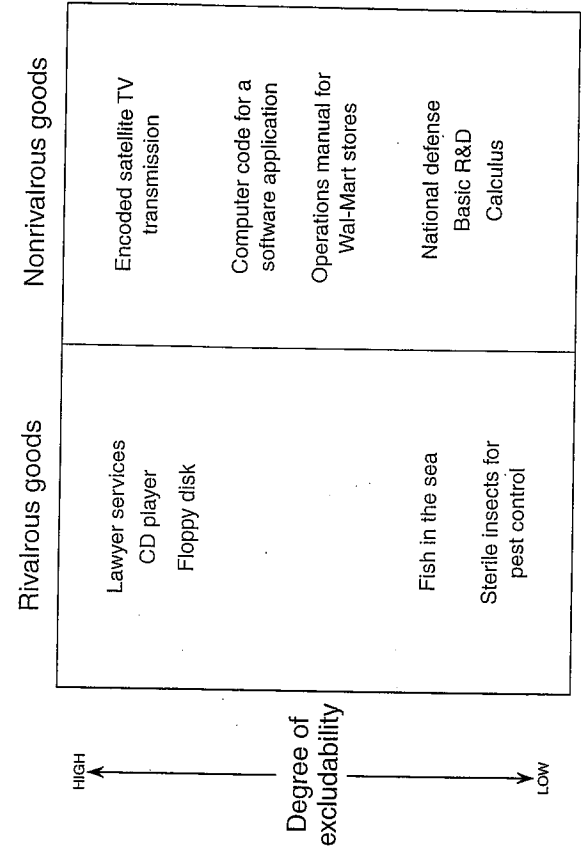 Rivalrous goods
Nonrivalrous goods
HIGH
Degree of
excludability
LOW
Lawyer services
CD player
Floppy disk
Fish in the sea
Sterile insects for
pest control
Encoded satellite TV
transmission
Computer code for a
software application
Operations manual for
Wal-Mart stores
National defense
Basic R&D
Calculus